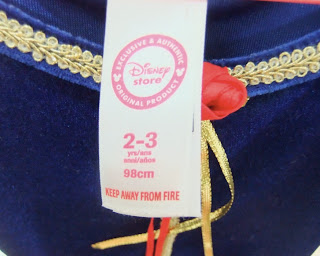 EXCLUSIVE & AUTHENTIC
Disney
store
ORIGINAL PRODUCT
2-3
yrs/ans
anni/años
98cm
KEEP AWAY FROM FIRE